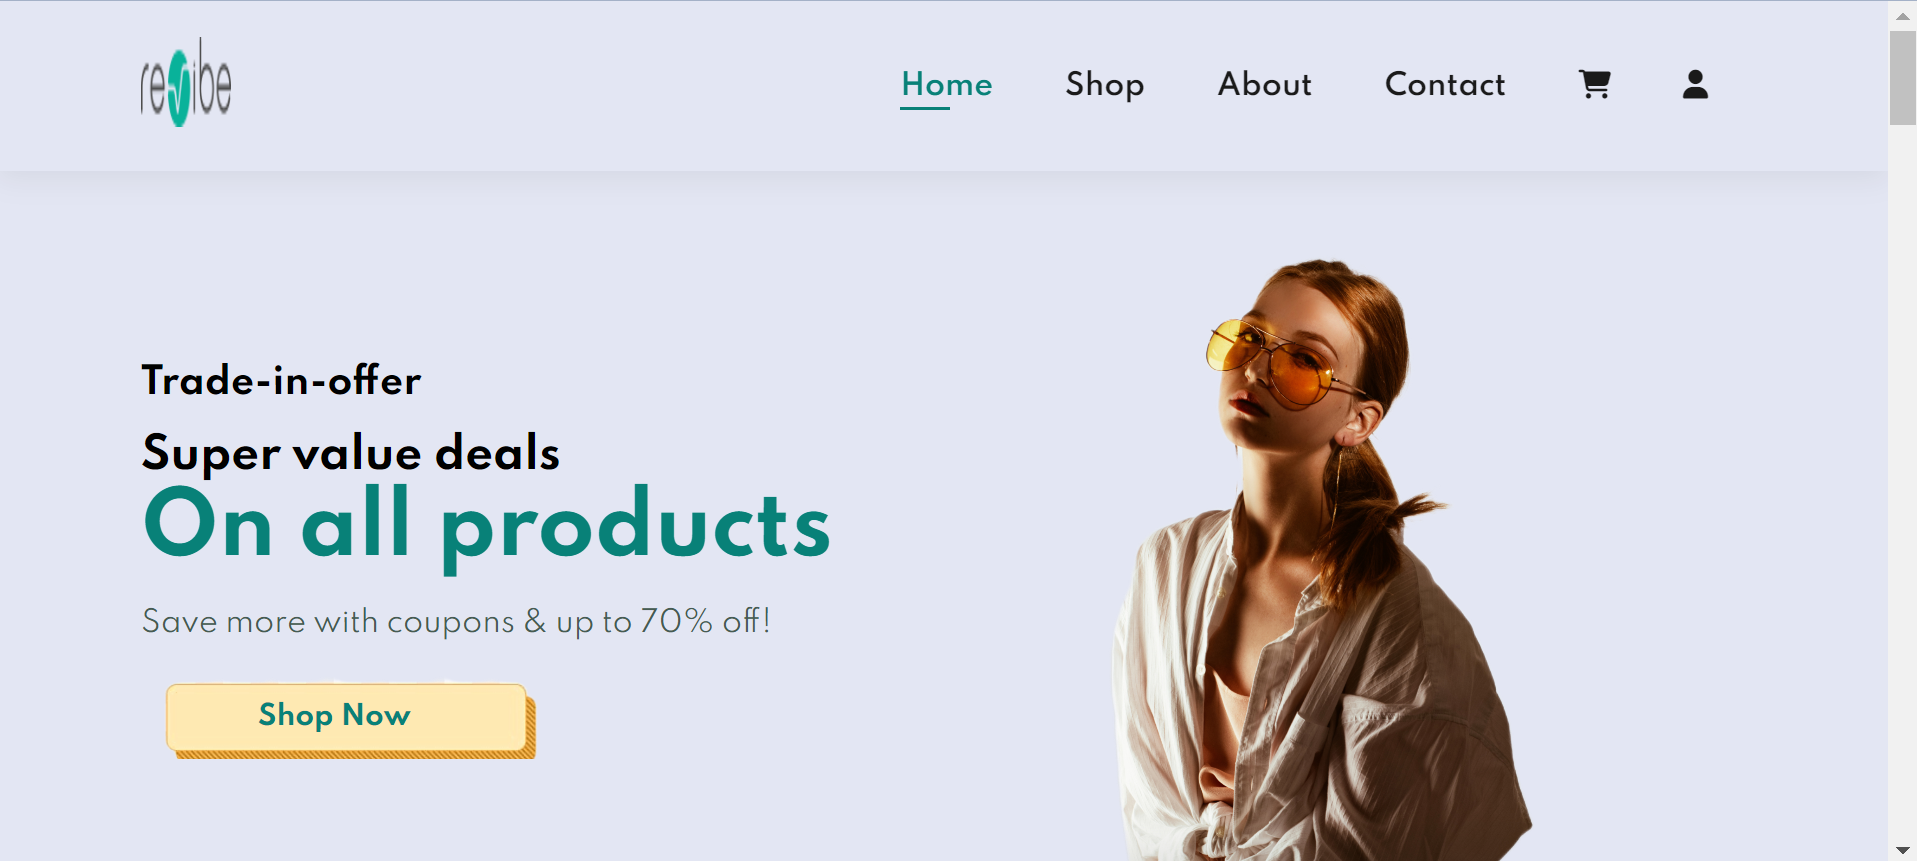 revibe
Home Shop About Contact
Trade-in-offer
Super value deals
On all products
Save more with coupons & up to 70% off!
Shop Now